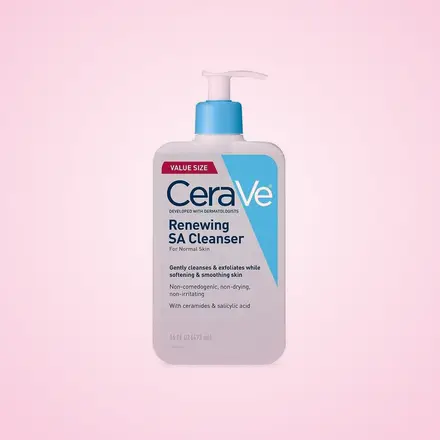 VALUE SIZE
CeraVe
DEVELOPED WITH DERMATOLOGISTS
Renewing
SA Cleanser
For Normal Skin
Gently cleanses & exfoliates while
softening & smoothing skin
Non-comedogenic, non-drying,
non-irritating
With ceramides & salicylic acid